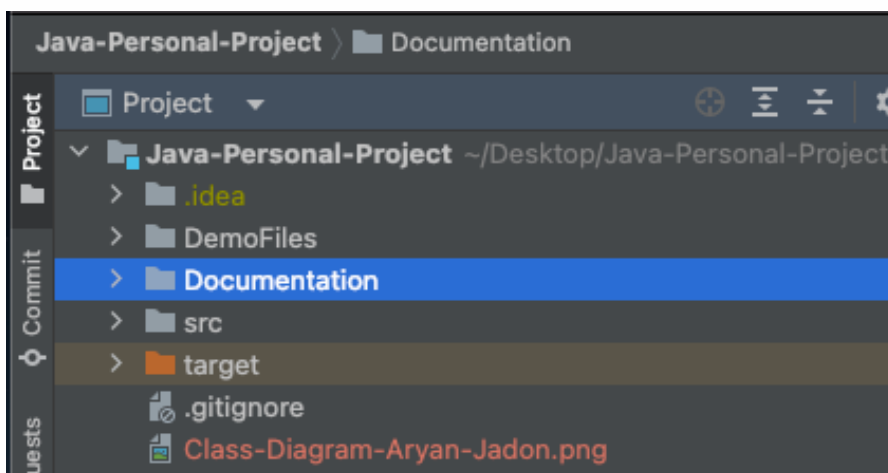 Java-Personal-Project 〉 Documentation
Project
Project
Java-Personal-Project ~/Desktop/Java-Personal-Project
.idea
DemoFiles
Documentation
Commit
src
target
.gitignore
Class-Diagram-Aryan-Jadon.png